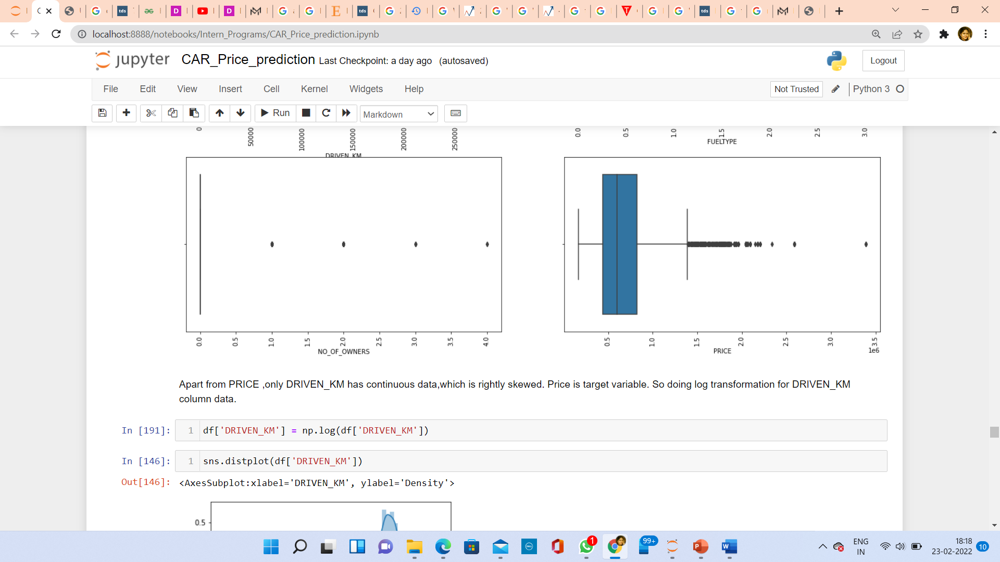 localhost:8888/notebooks/Intern_Programs/CAR_Price_prediction.ipynb
jupyter CAR_Price_prediction Last Checkpoint: a day ago (autosaved)
Logout
File Edit View Insert Cell Kernel Widgets Help
Not Trusted Python 3
Run Markdown
0 50000 100000 150000 200000 250000
DRIVEN_KM
0.0 0.5 1.0 1.5 2.0 2.5 3.0
FUELTYPE
0.0 0.5 1.0 1.5 2.0 2.5 3.0 3.5 4.0
NO_OF_OWNERS
0.5 1.0 1.5 2.0 2.5 3.0 3.5
1e6
PRICE
Apart from PRICE ,only DRIVEN_KM has continuous data,which is rightly skewed. Price is target variable. So doing log transformation for DRIVEN_KM
column data.
In [191]: 1 df['DRIVEN_KM'] = np.log(df['DRIVEN_KM'])
In [146]: 1 sns.distplot(df['DRIVEN_KM'])
Out[146]: <AxesSubplot:xlabel='DRIVEN_KM', ylabel='Density'>
0.5
1
99+
ENG
IN
18:18
23-02-2022
10